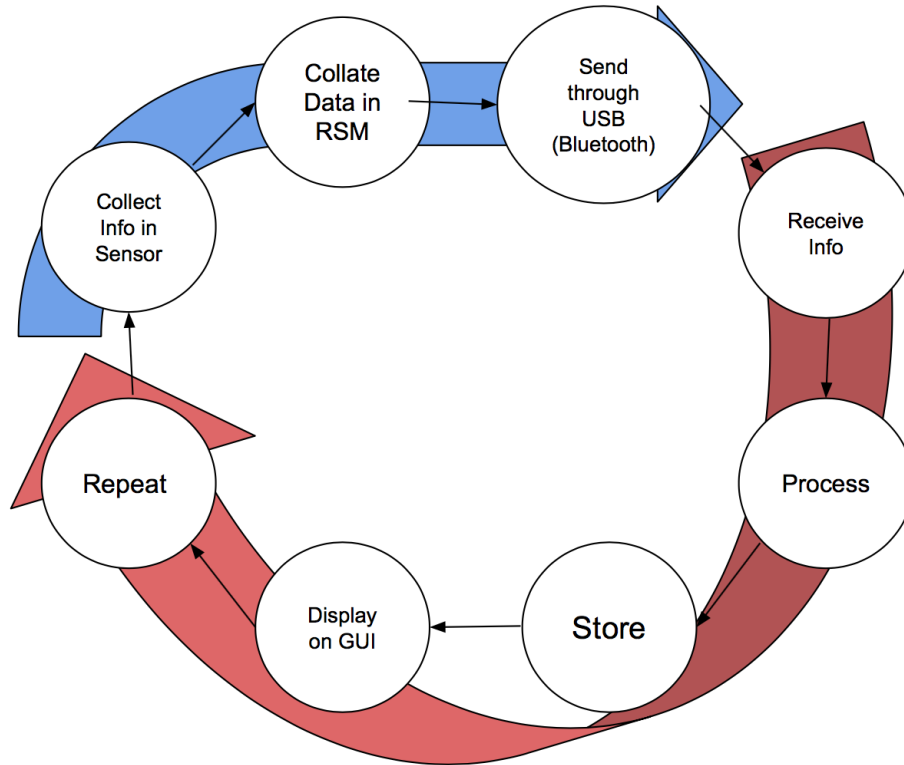 Collect
Info in
Sensor
Collate
Data in
RSM
Send
through
USB
(Bluetooth)
Receive
Info
Process
Store
Display
on GUI
Repeat